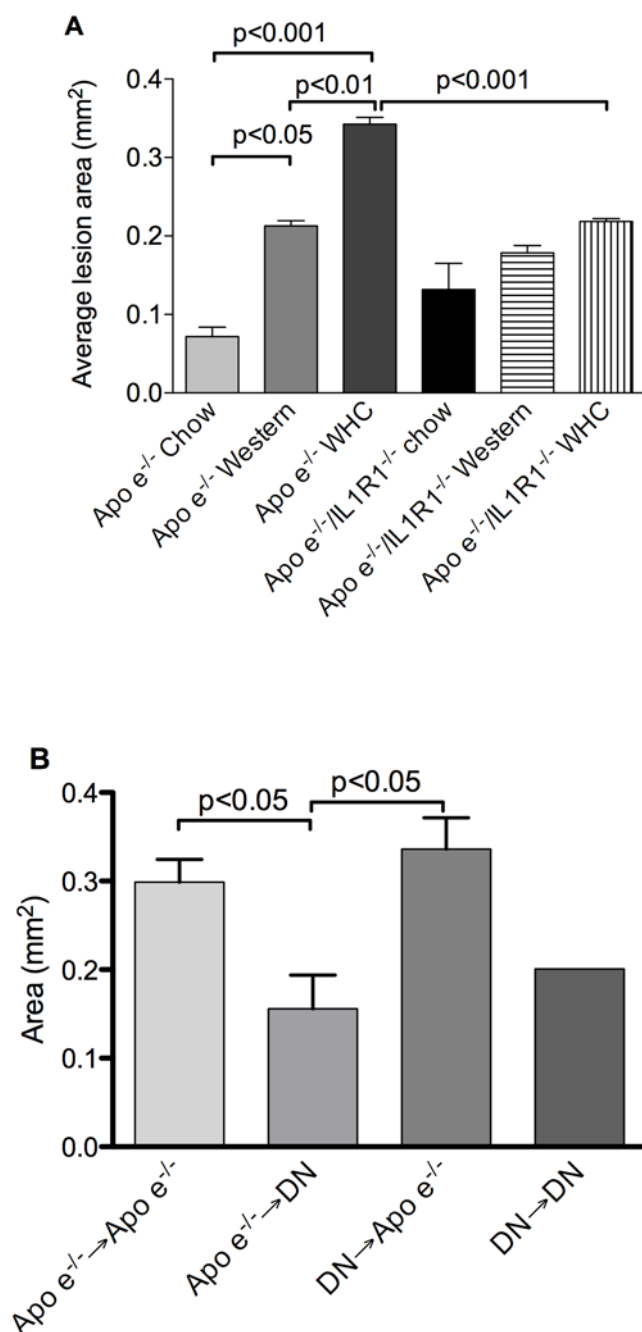 A
p<0.001
p<0.01
p<0.001
p<0.05
Average lesion area (mm²)
0.4
0.3
0.2
0.1
0.0
Apo e⁻/⁻ Chow
Apo e⁻/⁻ Western
Apo e⁻/⁻ WHC
Apo e⁻/⁻/IL1R1⁻/⁻ chow
Apo e⁻/⁻/IL1R1⁻/⁻ Western
Apo e⁻/⁻/IL1R1⁻/⁻ WHC
B
p<0.05
p<0.05
Area (mm²)
0.4
0.3
0.2
0.1
0.0
Apo e⁻/⁻→Apo e⁻/⁻
Apo e⁻/⁻→DN
DN→Apo e⁻/⁻
DN→DN